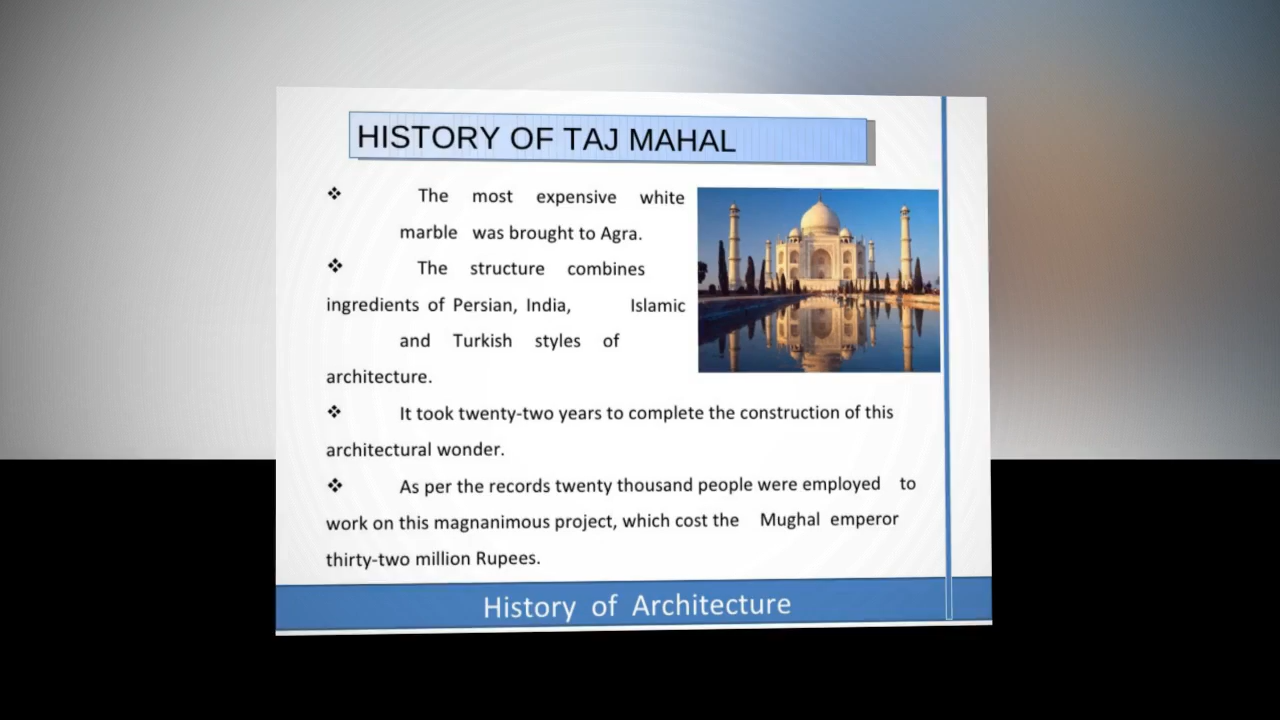 HISTORY OF TAJ MAHAL
❖ The most expensive white
marble was brought to Agra.
❖ The structure combines
ingredients of Persian, India, Islamic
and Turkish styles of
architecture.
❖ It took twenty-two years to complete the construction of this
architectural wonder.
❖ As per the records twenty thousand people were employed to
work on this magnanimous project, which cost the Mughal emperor
thirty-two million Rupees.
History of Architecture